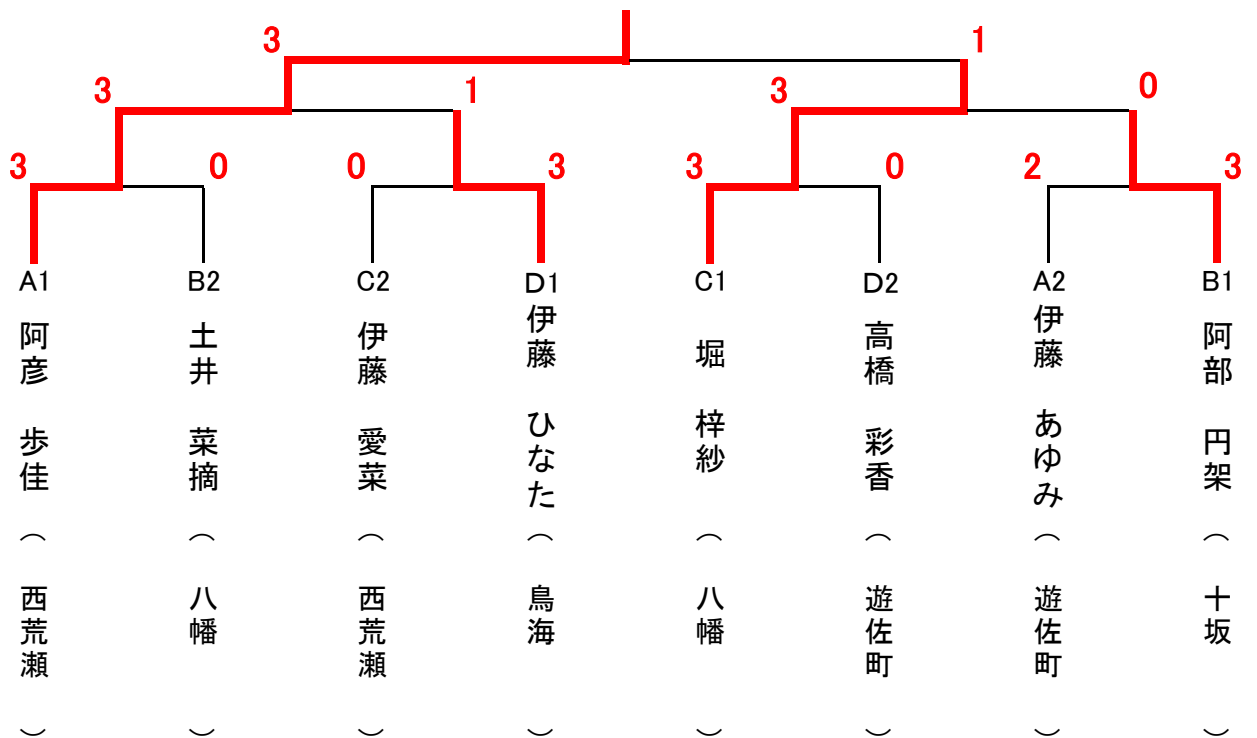 3 1
3 1 3 0
3 0 0 3 3 0 2 3
A1 B2 C2 D1 C1 D2 A2 B1
阿彦 歩佳（西荒瀬）
土井 菜摘（八幡）
伊藤 愛菜（西荒瀬）
伊藤 ひなた（鳥海）
堀 梓紗（八幡）
高橋 彩香（遊佐町）
伊藤 あゆみ（遊佐町）
阿部 円架（十坂）